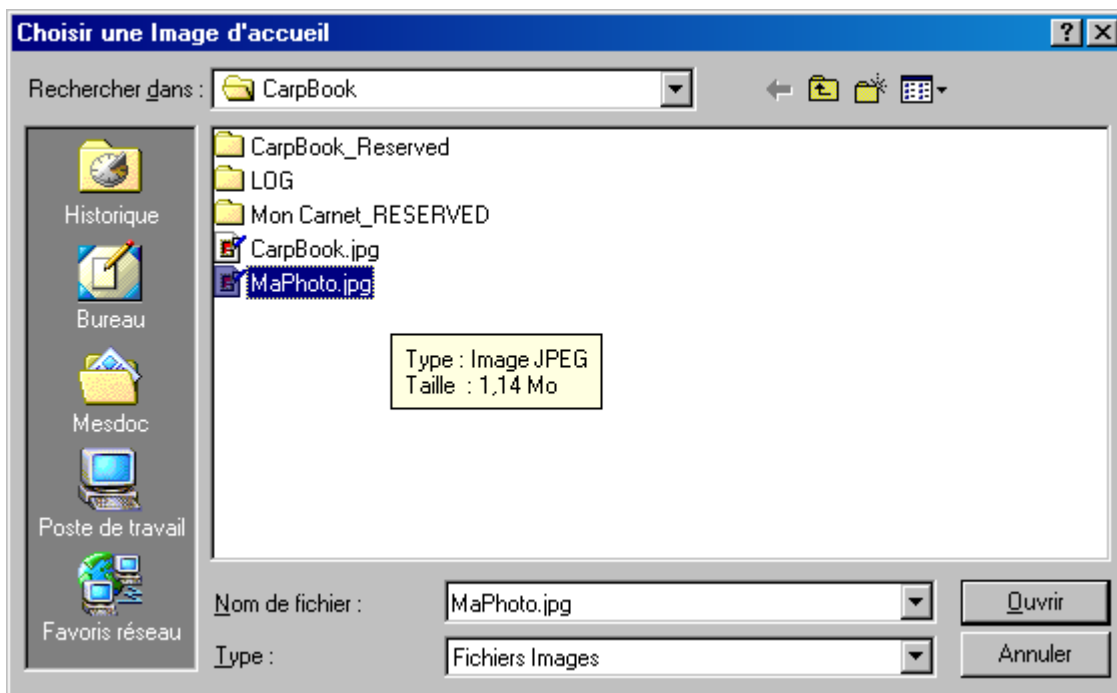 Choisir une Image d'accueil
Rechercher dans : CarpBook
Historique
Bureau
Mesdoc
Poste de travail
Favoris réseau
CarpBook_Reserved
LOG
Mon Carnet_RESERVED
CarpBook.jpg
MaPhoto.jpg
Type : Image JPEG
Taille : 1,14 Mo
Nom de fichier : MaPhoto.jpg Ouvrir
Type : Fichiers Images Annuler